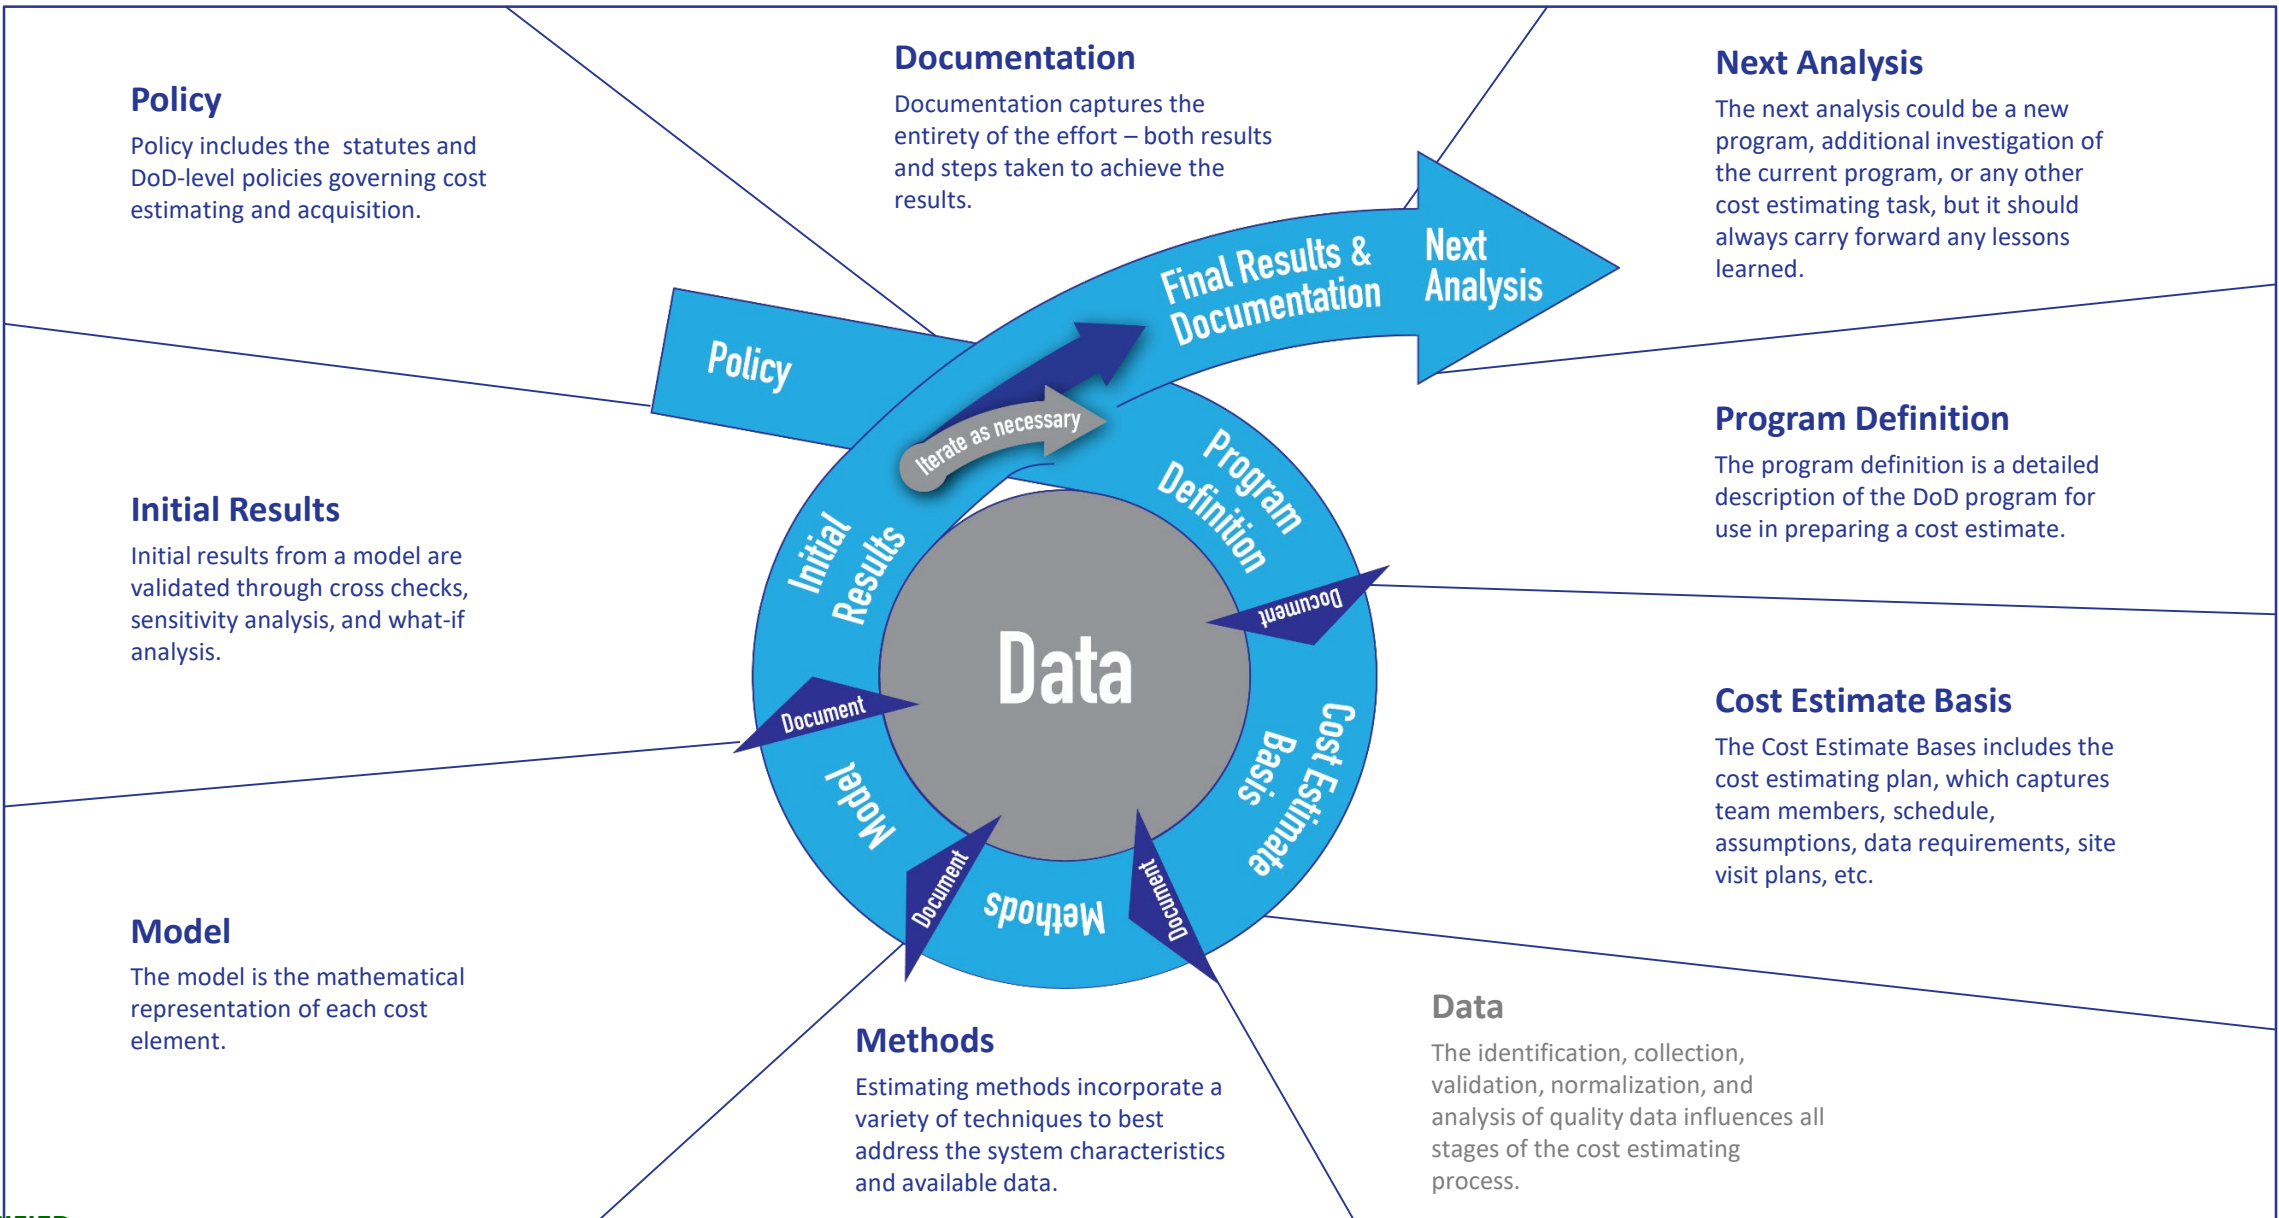 Policy
Policy includes the statutes and
DoD-level policies governing cost
estimating and acquisition.
Documentation
Documentation captures the
entirety of the effort – both results
and steps taken to achieve the
results.
Next Analysis
The next analysis could be a new
program, additional investigation of
the current program, or any other
cost estimating task, but it should
always carry forward any lessons
learned.
Initial Results
Initial results from a model are
validated through cross checks,
sensitivity analysis, and what-if
analysis.
Program Definition
The program definition is a detailed
description of the DoD program for
use in preparing a cost estimate.
Cost Estimate Basis
The Cost Estimate Bases includes the
cost estimating plan, which captures
team members, schedule,
assumptions, data requirements, site
visit plans, etc.
Model
The model is the mathematical
representation of each cost
element.
Methods
Estimating methods incorporate a
variety of techniques to best
address the system characteristics
and available data.
Data
The identification, collection,
validation, normalization, and
analysis of quality data influences all
stages of the cost estimating
process.
Policy
Final Results &
Documentation
Next
Analysis
Iterate as necessary
Program
Definition
Document
Cost Estimate
Basis
Document
Methods
Document
Model
Document
Initial
Results
Data